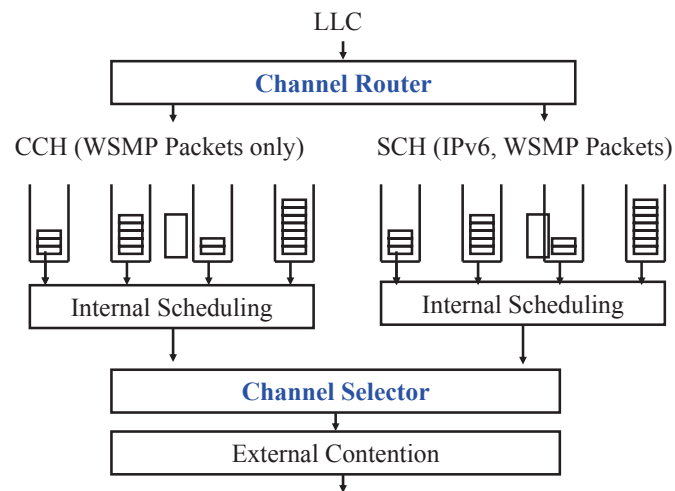 LLC
Channel Router
CCH (WSMP Packets only)
SCH (IPv6, WSMP Packets)
Internal Scheduling
Internal Scheduling
Channel Selector
External Contention